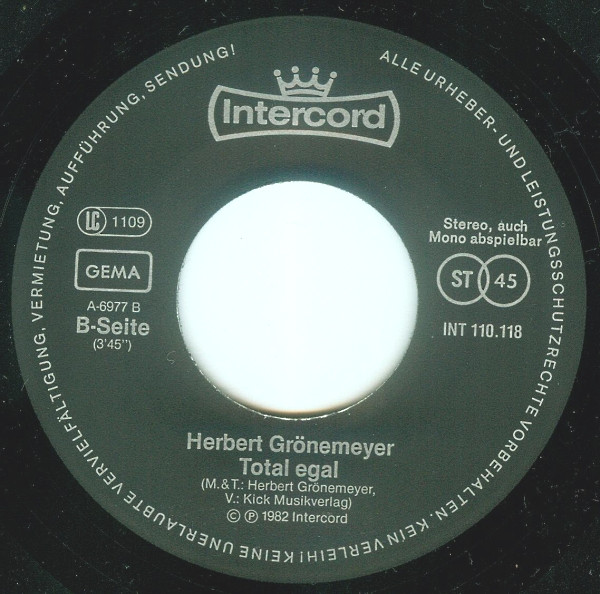 ALLE URHEBER- UND LEISTUNGSSCHUTZRECHTE VORBEHALTEN. KEIN VERLEIH! KEINE UNERLAUBTE VERVIELFÄLTIGUNG, VERMIETUNG, AUFFÜHRUNG, SENDUNG!
Intercord
LC 1109
GEMA
A-6977 B
B-Seite
(3'45")
Stereo, auch
Mono abspielbar
ST 45
INT 110.118
Herbert Grönemeyer
Total egal
(M.&T.: Herbert Grönemeyer,
V.: Kick Musikverlag)
© ℗ 1982 Intercord